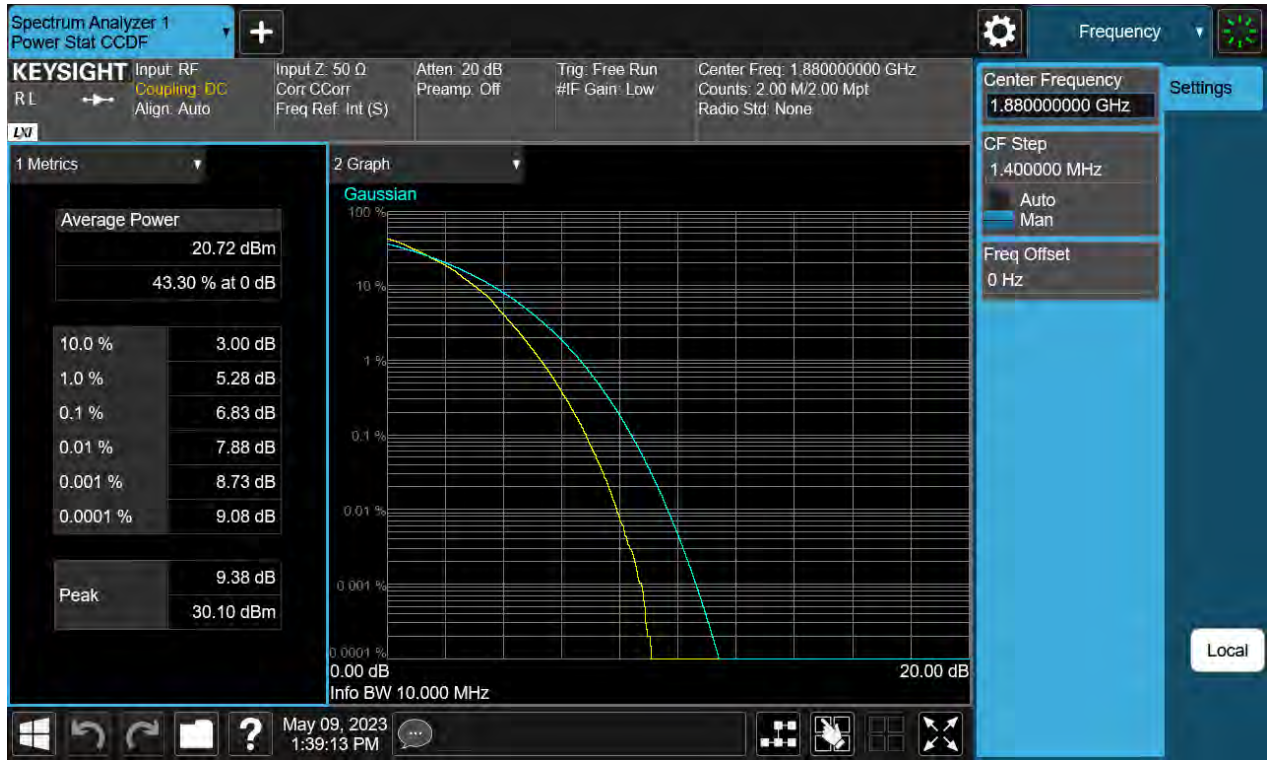 Spectrum Analyzer 1
Power Stat CCDF
+
Frequency
KEYSIGHT
RL
LXI
Input: RF
Coupling: DC
Align: Auto
Input Z: 50 Ω
Corr CCorr
Freq Ref: Int (S)
Atten: 20 dB
Preamp: Off
Trig: Free Run
#IF Gain: Low
Center Freq: 1.880000000 GHz
Counts: 2.00 M/2.00 Mpt
Radio Std: None
Center Frequency
1.880000000 GHz
Settings
CF Step
1.400000 MHz
Auto
Man
Freq Offset
0 Hz
1 Metrics
Average Power
20.72 dBm
43.30 % at 0 dB
10.0 % 3.00 dB
1.0 % 5.28 dB
0.1 % 6.83 dB
0.01 % 7.88 dB
0.001 % 8.73 dB
0.0001 % 9.08 dB
Peak
9.38 dB
30.10 dBm
2 Graph
Gaussian
100 %
10 %
1 %
0.1 %
0.01 %
0.001 %
0.0001 %
0.00 dB
20.00 dB
Info BW 10.000 MHz
Local
?
May 09, 2023
1:39:13 PM